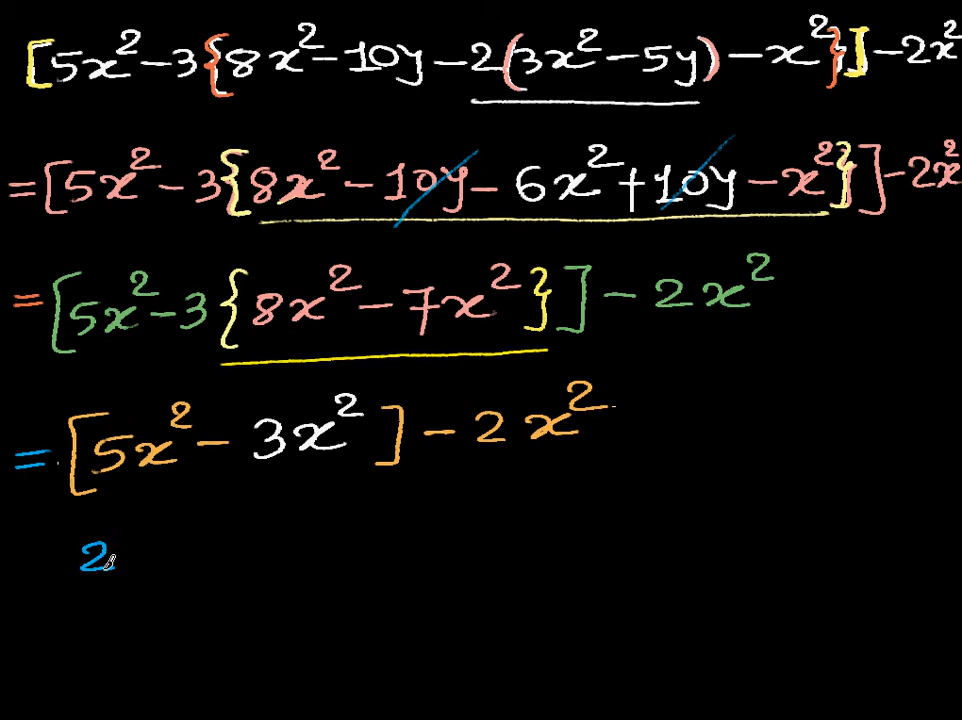 [5x²-3{8x²-10y-2(3x²-5y)-x²}]-2x²
=[5x²-3{8x²-10y-6x²+10y-x²}]-2x²
=[5x²-3{8x²-7x²}]-2x²
=[5x²-3x²]-2x²
2